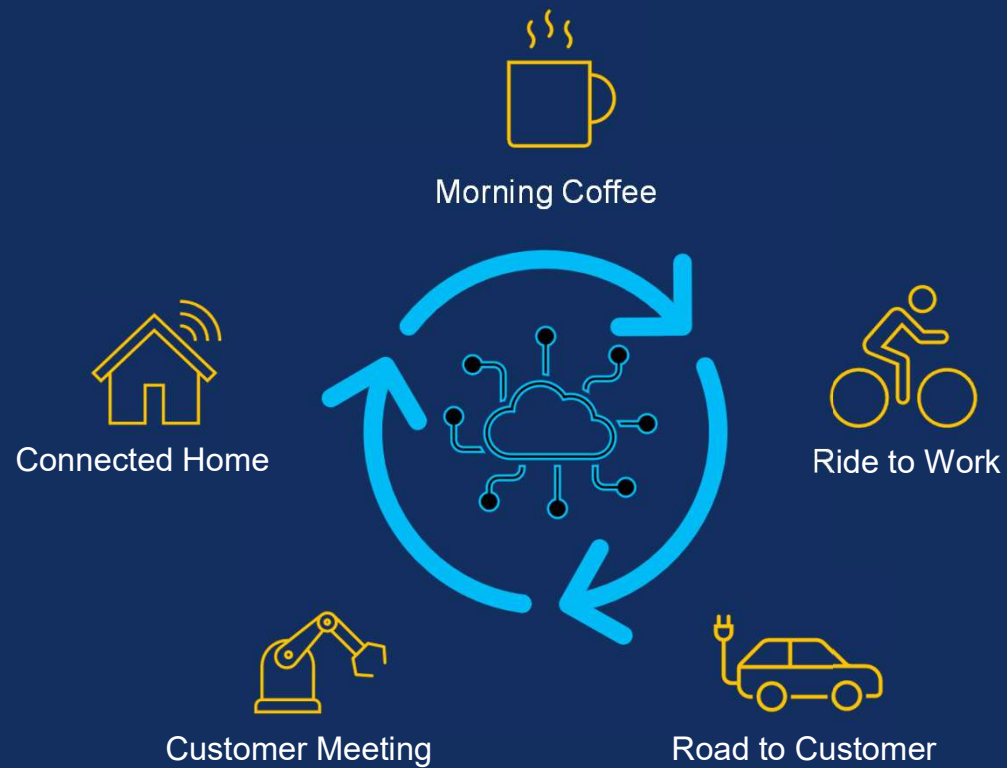 Morning Coffee
Connected Home
Ride to Work
Customer Meeting
Road to Customer